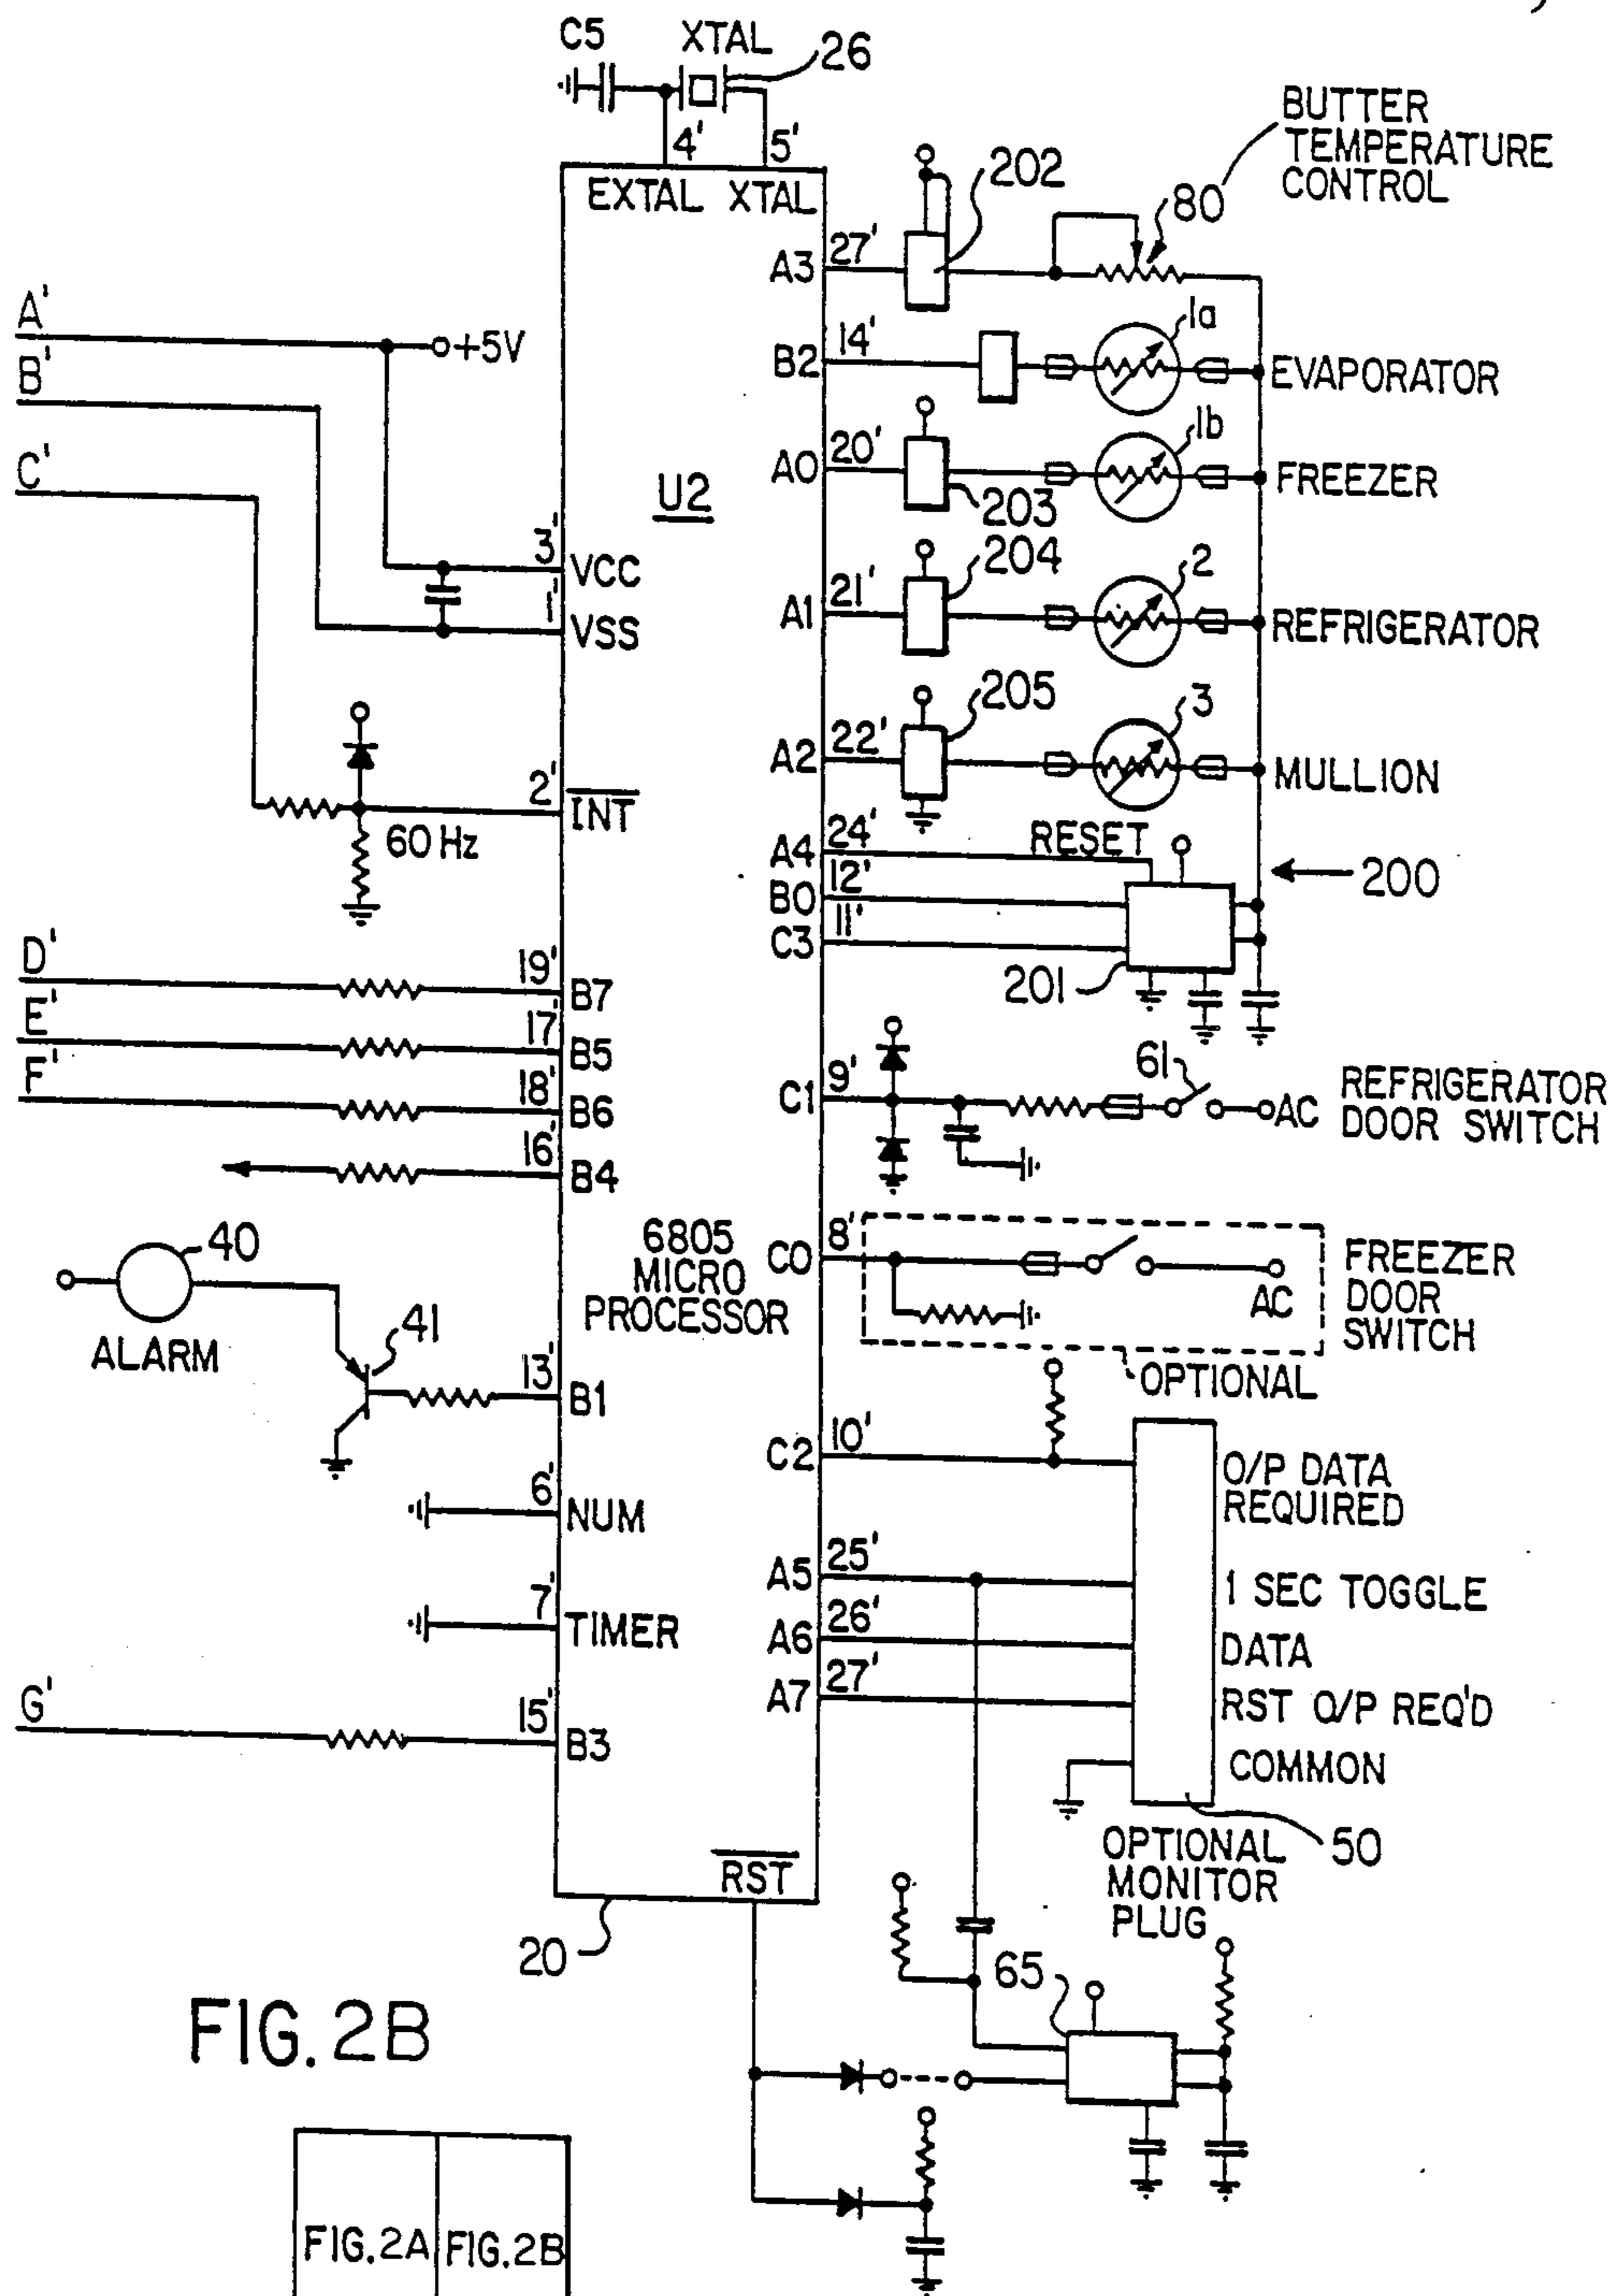 C5
XTAL
26
4'
5'
EXTAL XTAL
BUTTER
TEMPERATURE
CONTROL
80
202
A3
27'
1a
B2
14'
EVAPORATOR
1b
A0
20'
FREEZER
203
204
A1
21'
2
REFRIGERATOR
205
A2
22'
3
MULLION
A4
24'
RESET
B0
12'
C3
11'
200
201
A'
+5V
B'
C'
U2
3'
VCC
1'
VSS
2'
INT
60 Hz
D'
19'
B7
E'
17'
B5
F'
18'
B6
16'
B4
C1
9'
61
AC
REFRIGERATOR
DOOR SWITCH
6805
MICRO
PROCESSOR
C0
8'
AC
FREEZER
DOOR
SWITCH
OPTIONAL
40
ALARM
41
13'
B1
C2
10'
O/P DATA
REQUIRED
6'
NUM
A5
25'
1 SEC TOGGLE
7'
TIMER
A6
26'
DATA
A7
27'
RST O/P REQ'D
G'
15'
B3
COMMON
50
OPTIONAL
MONITOR
PLUG
RST
20
65
FIG. 2B
FIG. 2A
FIG. 2B